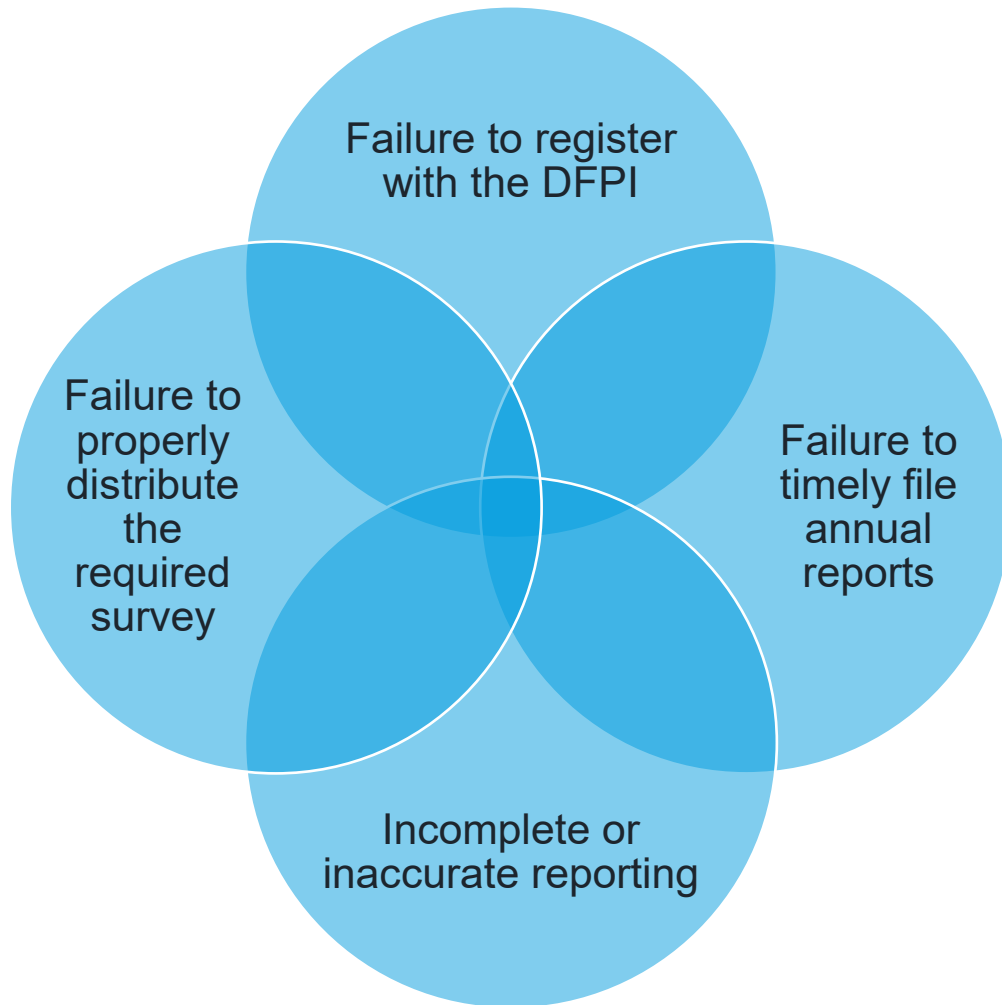 Failure to register
with the DFPI
Failure to
properly
distribute
the
required
survey
Failure to
timely file
annual
reports
Incomplete or
inaccurate reporting